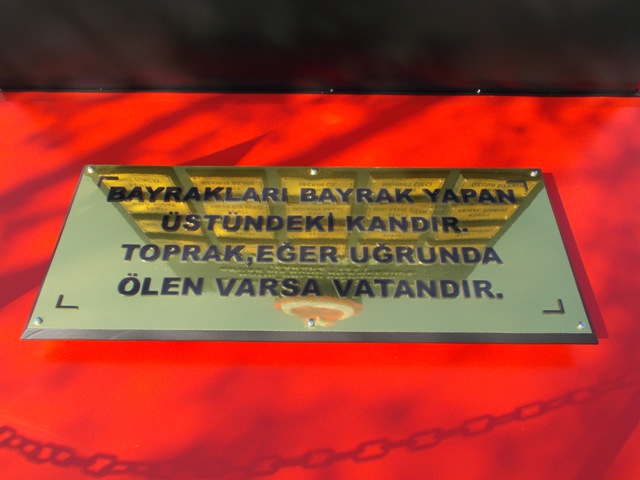 BAYRAKLARI BAYRAK YAPAN
ÜSTÜNDEKİ KANDIR.
TOPRAK,EĞER UĞRUNDA
ÖLEN VARSA VATANDIR.